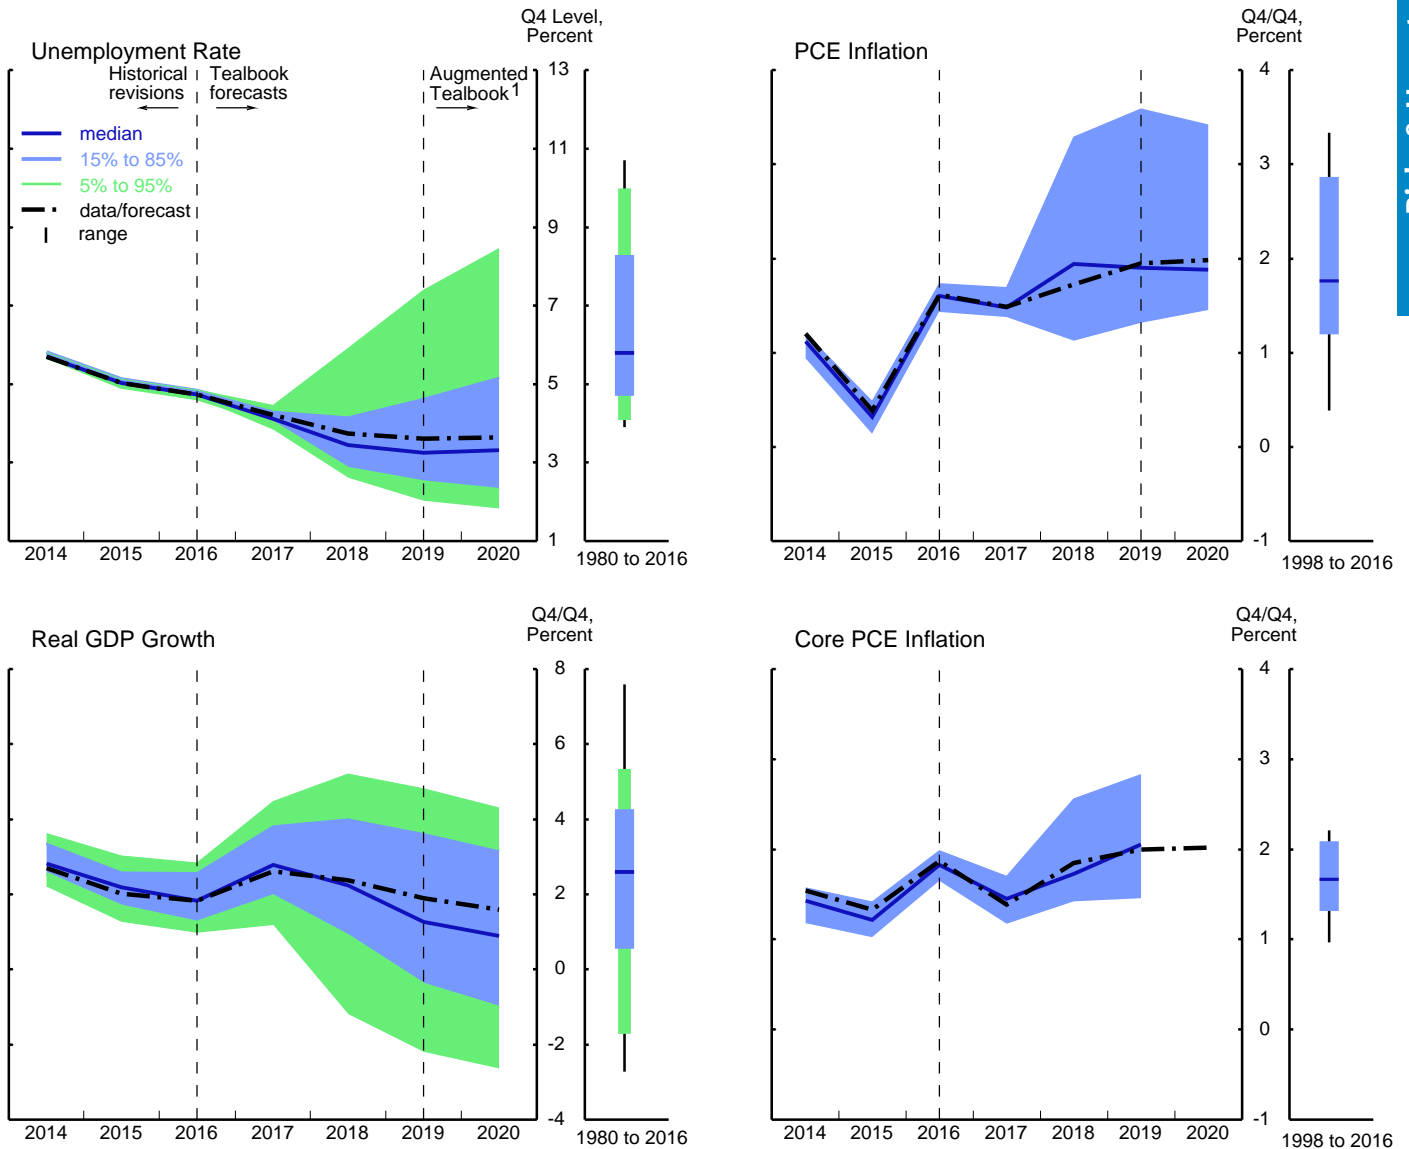 Q4 Level,
Percent
Unemployment Rate
Historical
revisions
Tealbook
forecasts
Augmented
Tealbook1
median
15% to 85%
5% to 95%
data/forecast
range
13
11
9
7
5
3
1
2014 2015 2016 2017 2018 2019 2020
1980 to 2016
Q4/Q4,
Percent
PCE Inflation
4
3
2
1
0
-1
2014 2015 2016 2017 2018 2019 2020
1998 to 2016
Q4/Q4,
Percent
Real GDP Growth
8
6
4
2
0
-2
-4
2014 2015 2016 2017 2018 2019 2020
1980 to 2016
Q4/Q4,
Percent
Core PCE Inflation
4
3
2
1
0
-1
2014 2015 2016 2017 2018 2019 2020
1998 to 2016